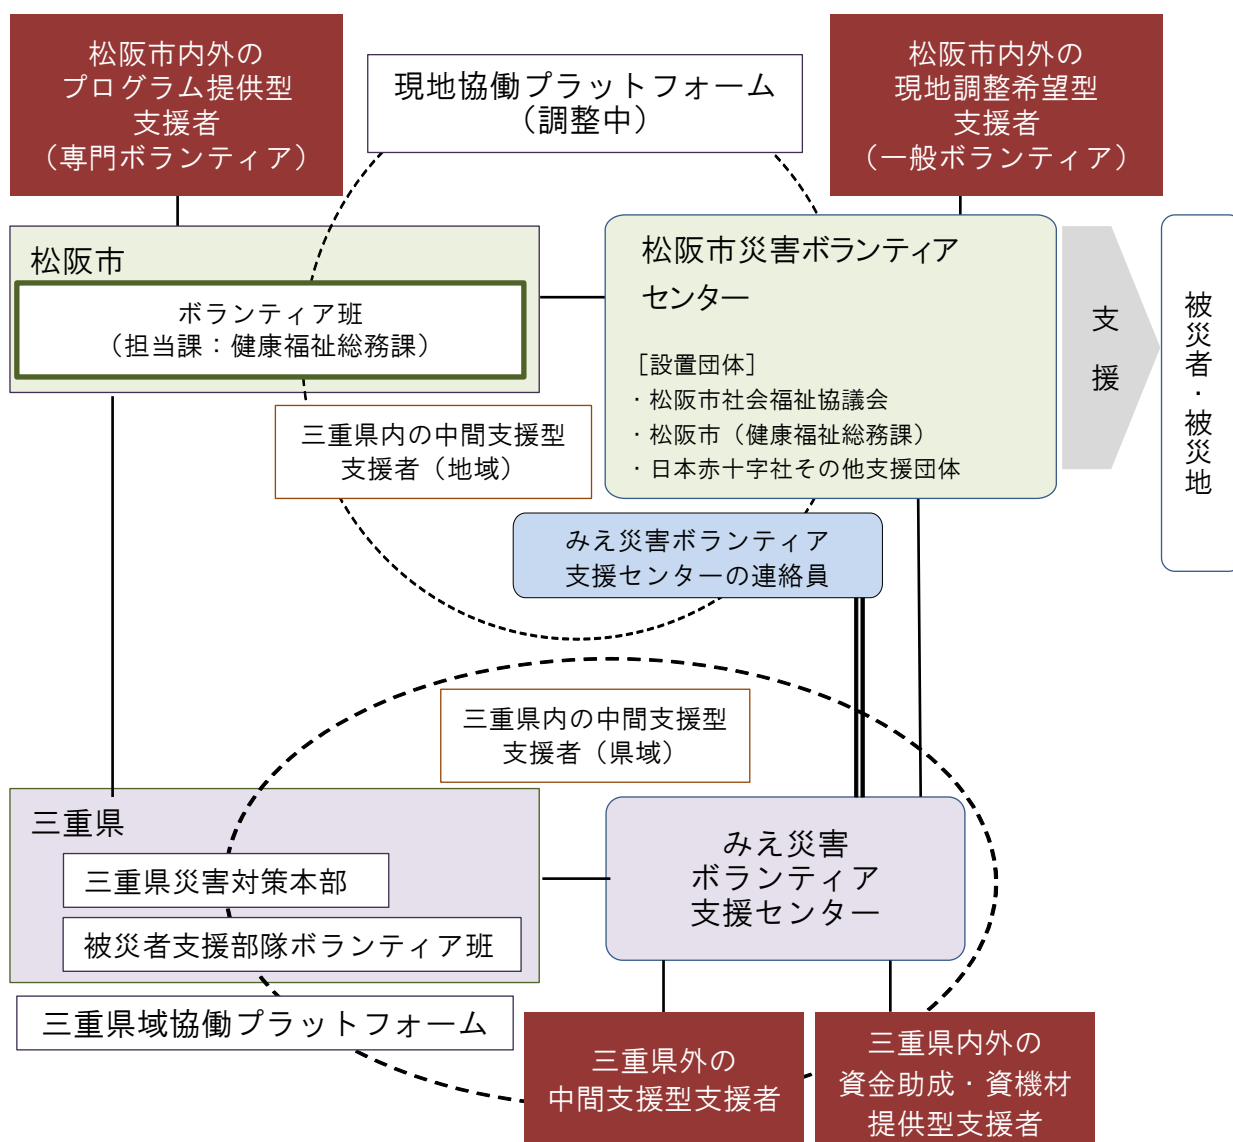 松阪市内外の
プログラム提供型
支援者
（専門ボランティア）
現地協働プラットフォーム
（調整中）
松阪市内外の
現地調整希望型
支援者
（一般ボランティア）
松阪市
ボランティア班
（担当課：健康福祉総務課）
松阪市災害ボランティア
センター
［設置団体］
・松阪市社会福祉協議会
・松阪市（健康福祉総務課）
・日本赤十字社その他支援団体
支援
被災者・被災地
三重県内の中間支援型
支援者（地域）
みえ災害ボランティア
支援センターの連絡員
三重県内の中間支援型
支援者（県域）
三重県
三重県災害対策本部
被災者支援部隊ボランティア班
みえ災害
ボランティア
支援センター
三重県域協働プラットフォーム
三重県外の
中間支援型支援者
三重県内外の
資金助成・資機材
提供型支援者